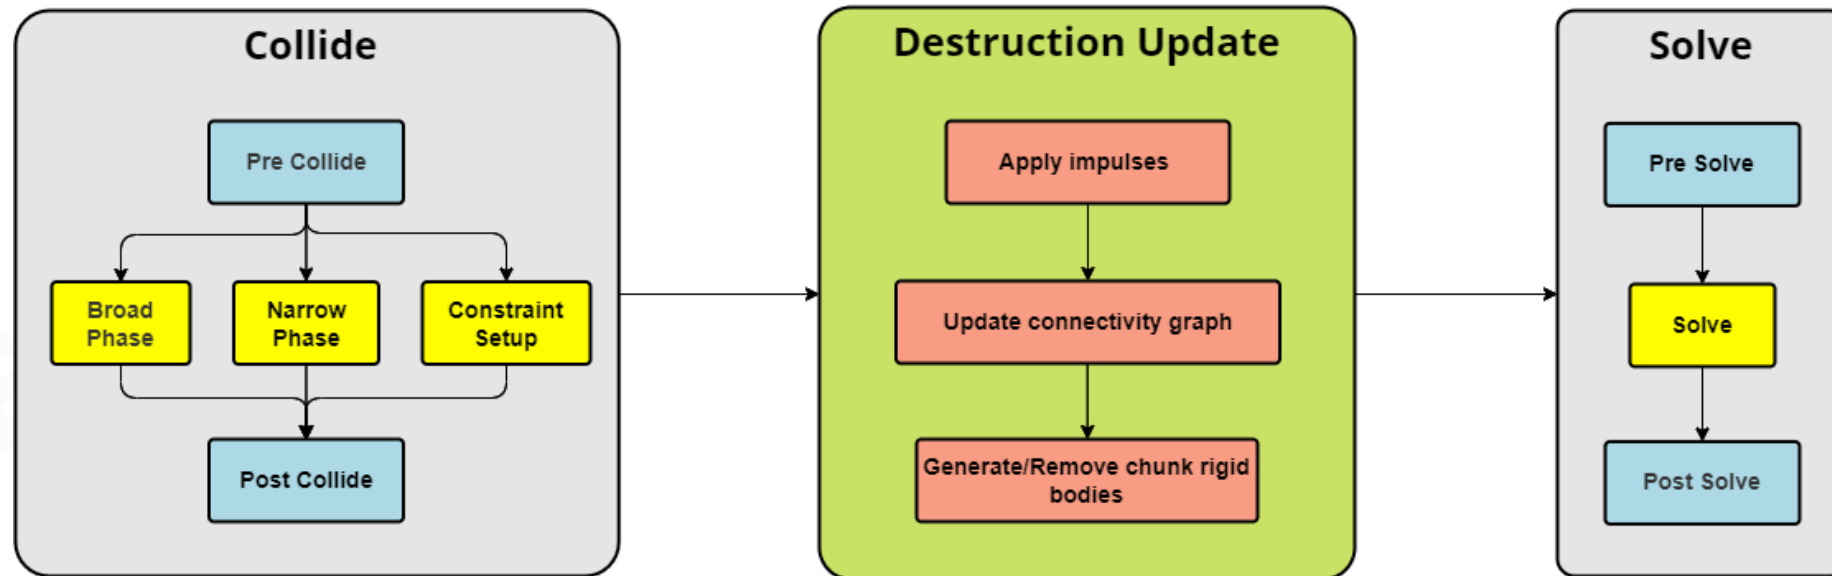 Collide
Pre Collide
Broad
Phase
Narrow
Phase
Constraint
Setup
Post Collide
Destruction Update
Apply impulses
Update connectivity graph
Generate/Remove chunk rigid
bodies
Solve
Pre Solve
Solve
Post Solve